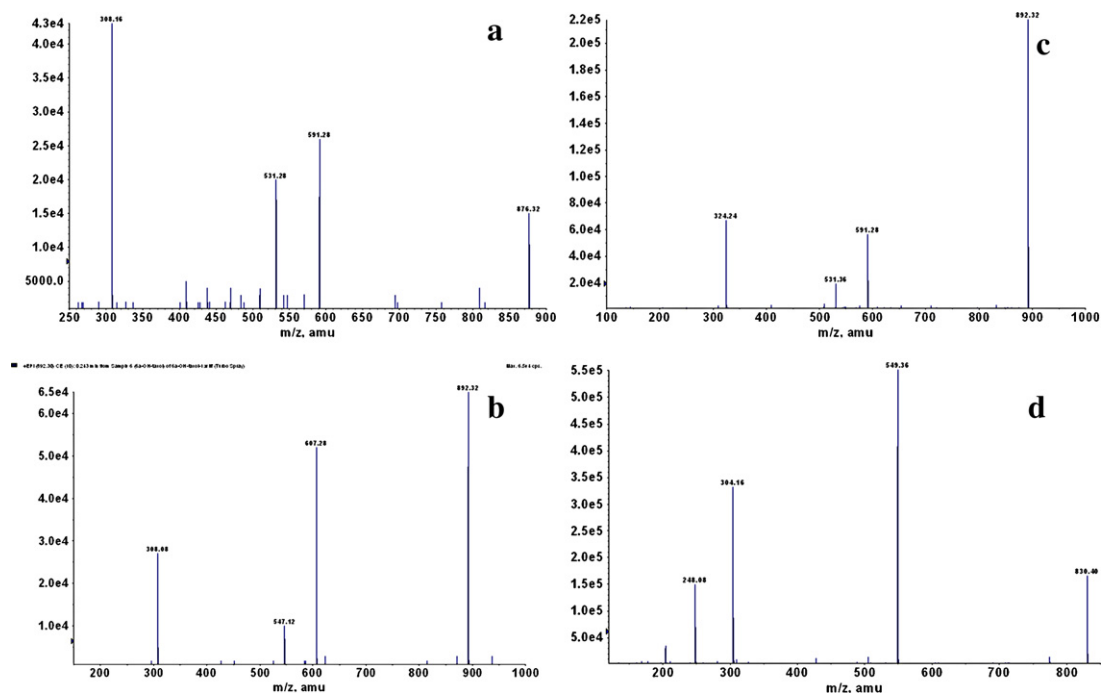 a
4.3e4
4.0e4
3.5e4
3.0e4
2.5e4
2.0e4
1.5e4
1.0e4
5000.0
308.16
531.28
591.28
876.32
250 300 350 400 450 500 550 600 650 700 750 800 850 900
m/z, amu
c
2.2e5
2.0e5
1.8e5
1.6e5
1.4e5
1.2e5
1.0e5
8.0e4
6.0e4
4.0e4
2.0e4
324.24
531.36
591.28
892.32
100 200 300 400 500 600 700 800 900 1000
m/z, amu
b
6.5e4
6.0e4
5.0e4
4.0e4
3.0e4
2.0e4
1.0e4
308.08
547.12
607.28
892.32
200 300 400 500 600 700 800 900 1000
m/z, amu
d
5.5e5
5.0e5
4.5e5
4.0e5
3.5e5
3.0e5
2.5e5
2.0e5
1.5e5
1.0e5
5.0e4
248.08
304.16
549.36
830.40
200 300 400 500 600 700 800
m/z, amu